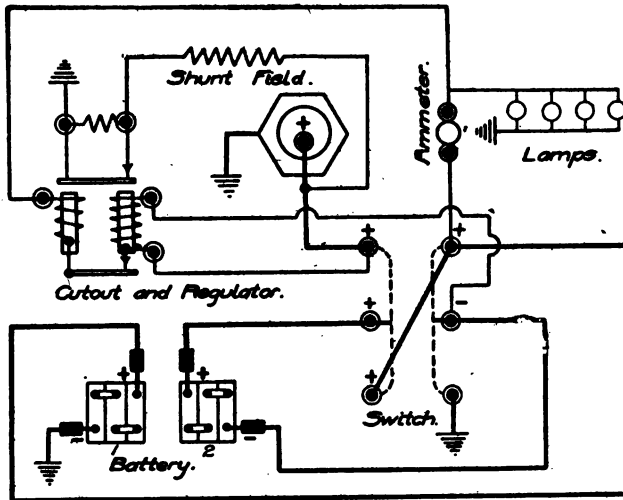 Shunt Field.
Ammeter.
Lamps.
+
+
+
-
+
+
Cutout and Regulator.
Switch.
+
+
-
-
1
2
Battery.